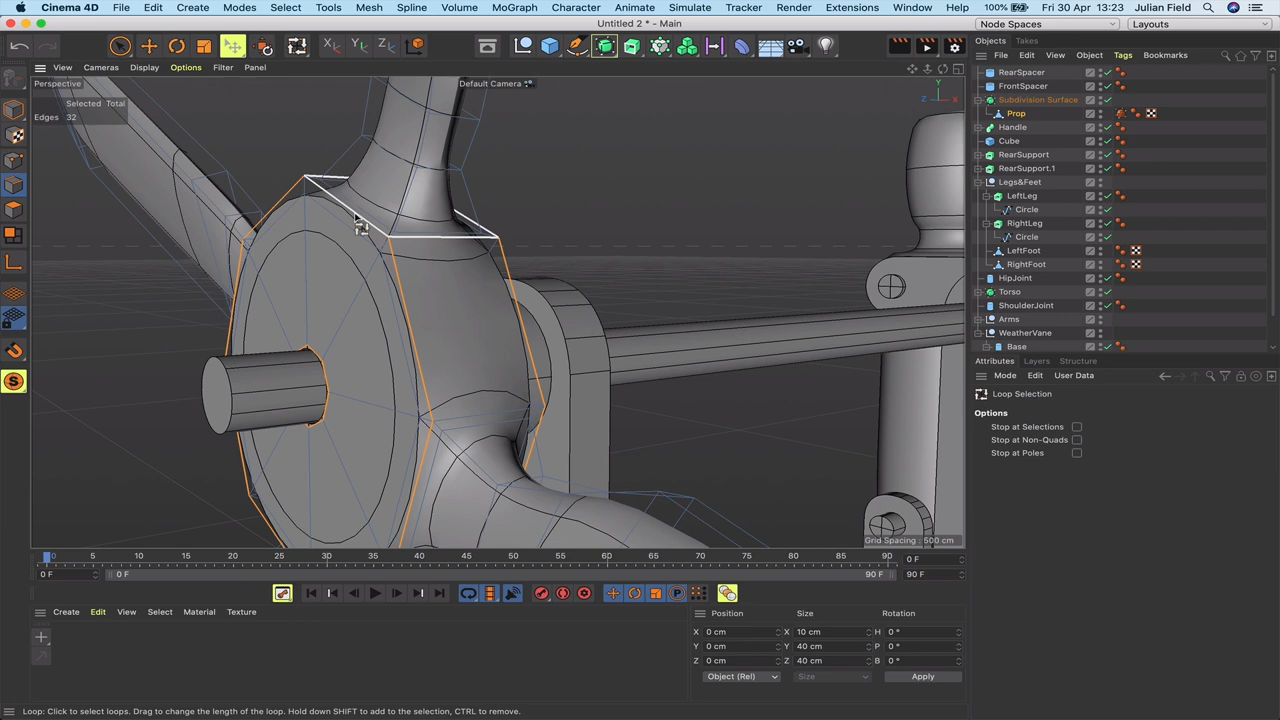 Cinema 4D File Edit Create Modes Select Tools Mesh Spline Volume MoGraph Character Animate Simulate Tracker Render Extensions Window 100% Fri 30 Apr 13:23 Julian Field
Untitled 2 * - Main
Node Spaces Layouts
X Y Z
Objects Takes
File Edit View Object Tags Bookmarks
View Cameras Display Options Filter Panel
Perspective
Default Camera
Selected Total
Edges 32
Y
Z X
RearSpacer
FrontSpacer
Subdivision Surface
Prop
Handle
Cube
RearSupport
RearSupport.1
Legs&Feet
LeftLeg
Circle
RightLeg
Circle
LeftFoot
RightFoot
HipJoint
Torso
ShoulderJoint
Arms
WeatherVane
Base
Attributes Layers Structure
Mode Edit User Data
Loop Selection
Options
Stop at Selections
Stop at Non-Quads
Stop at Poles
S
Grid Spacing : 500 cm
0 5 10 15 20 25 30 35 40 45 50 55 60 65 70 75 80 85 90
0 F
0 F 0 F 90 F 90 F
P
Create Edit View Select Material Texture
Position Size Rotation
X 0 cm X 10 cm H 0 °
Y 0 cm Y 40 cm P 0 °
Z 0 cm Z 40 cm B 0 °
Object (Rel) Size Apply
Loop: Click to select loops. Drag to change the length of the loop. Hold down SHIFT to add to the selection, CTRL to remove.